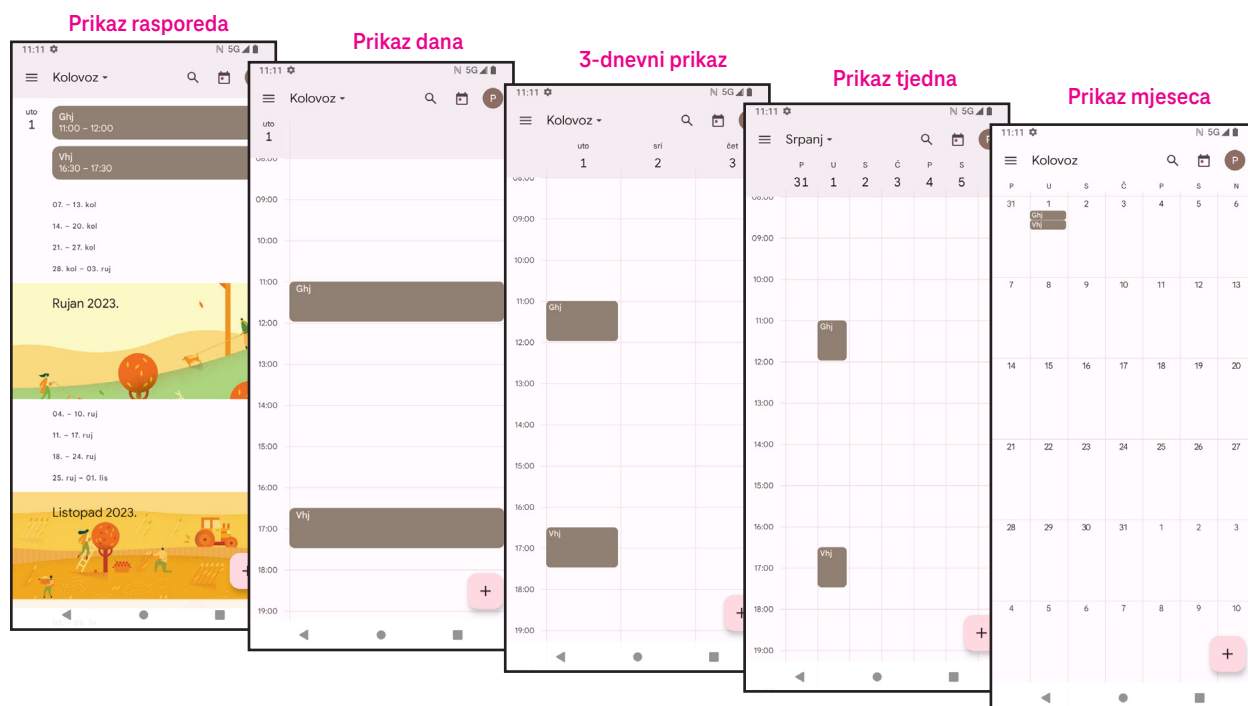 Prikaz rasporeda
11:11
5G
Kolovoz
uto
1
Ghj
11:00 – 12:00
Vhj
16:30 – 17:30
07. – 13. kol
14. – 20. kol
21. – 27. kol
28. kol – 03. ruj
Rujan 2023.
04. – 10. ruj
11. – 17. ruj
18. – 24. ruj
25. ruj – 01. lis
Listopad 2023.
+
Prikaz dana
11:11
5G
Kolovoz
P
uto
1
08:00
09:00
10:00
11:00
Ghj
12:00
13:00
14:00
15:00
16:00
Vhj
17:00
18:00
+
19:00
3-dnevni prikaz
11:11
5G
Kolovoz
uto sri čet
1 2 3
08:00
09:00
10:00
11:00
Ghj
12:00
13:00
14:00
15:00
16:00
Vhj
17:00
18:00
+
19:00
Prikaz tjedna
11:11
5G
Srpanj
P U S Č P S
31 1 2 3 4 5
08:00
09:00
10:00
11:00
Ghj
12:00
13:00
14:00
15:00
16:00
Vhj
17:00
18:00
+
19:00
Prikaz mjeseca
11:11
5G
Kolovoz
P
P U S Č P S N
31 1 2 3 4 5 6
Ghj
Vhj
7 8 9 10 11 12 13
14 15 16 17 18 19 20
21 22 23 24 25 26 27
28 29 30 31 1 2 3
4 5 6 7 8 9 10
+